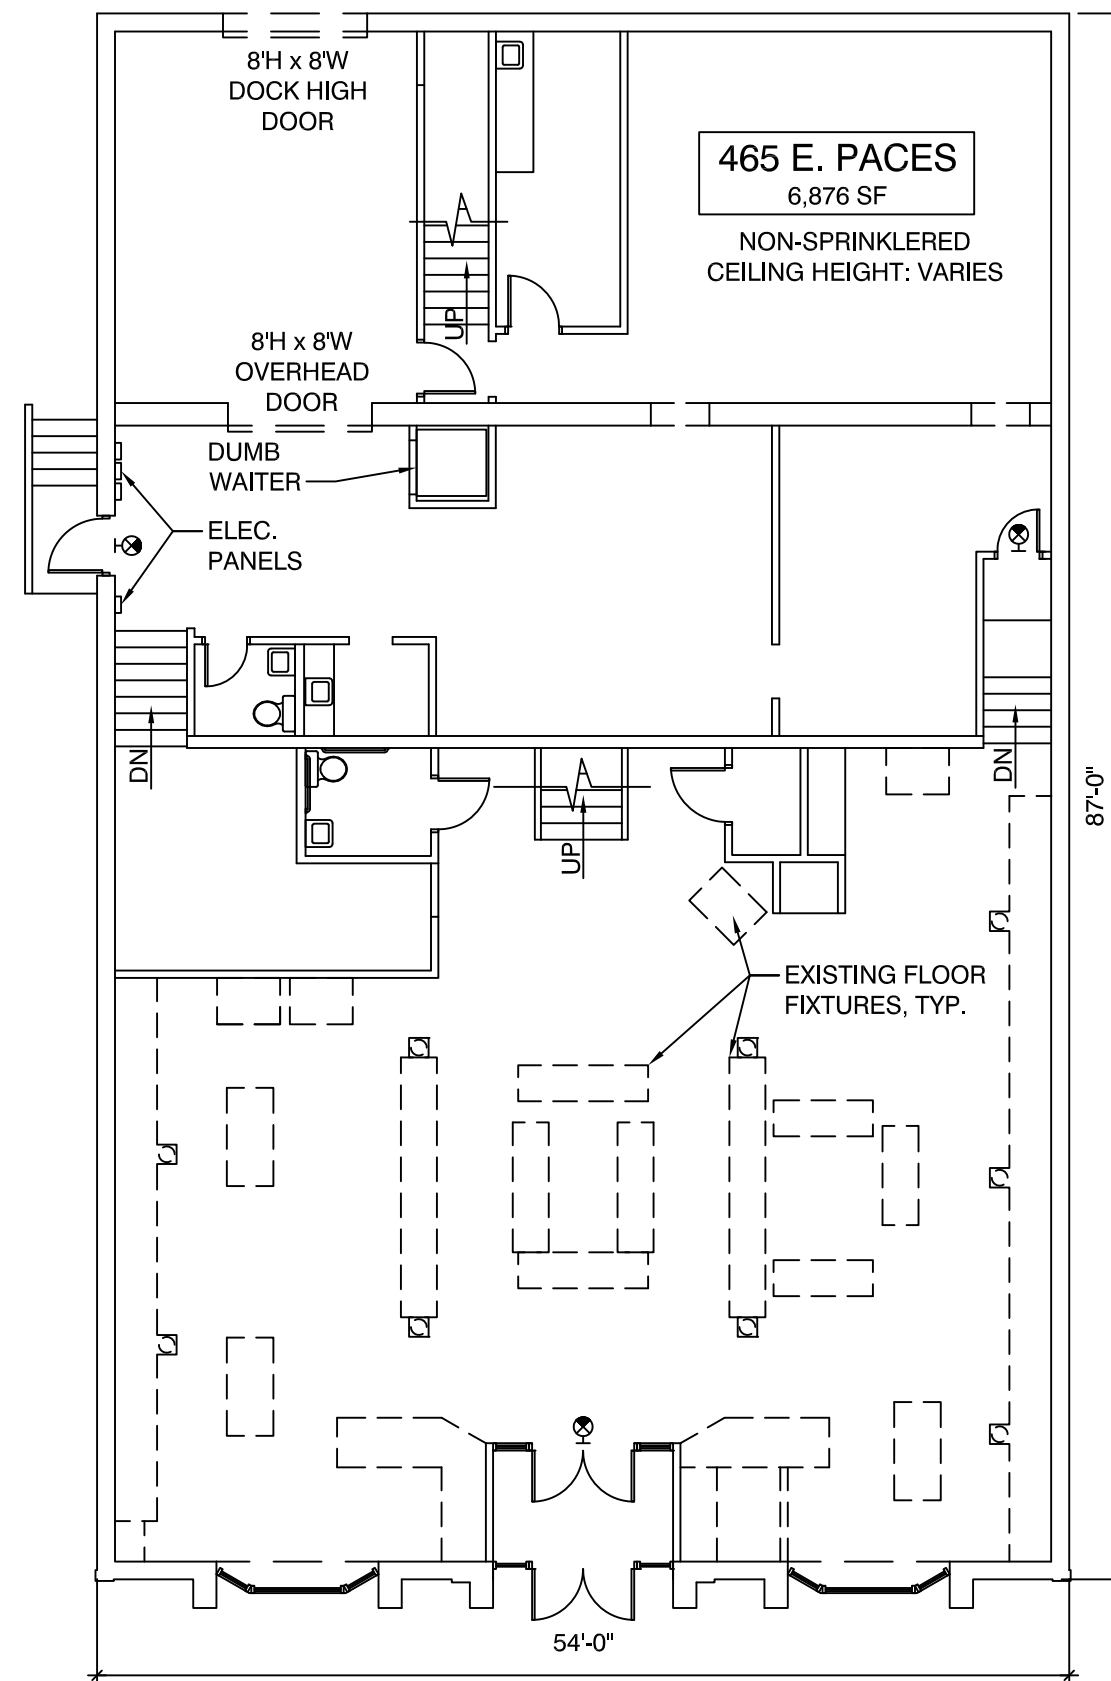 8'H x 8'W
DOCK HIGH
DOOR
465 E. PACES
6,876 SF
NON-SPRINKLERED
CEILING HEIGHT: VARIES
UP
8'H x 8'W
OVERHEAD
DOOR
DUMB
WAITER
ELEC.
PANELS
DN
DN
87'-0"
UP
EXISTING FLOOR
FIXTURES, TYP.
54'-0"